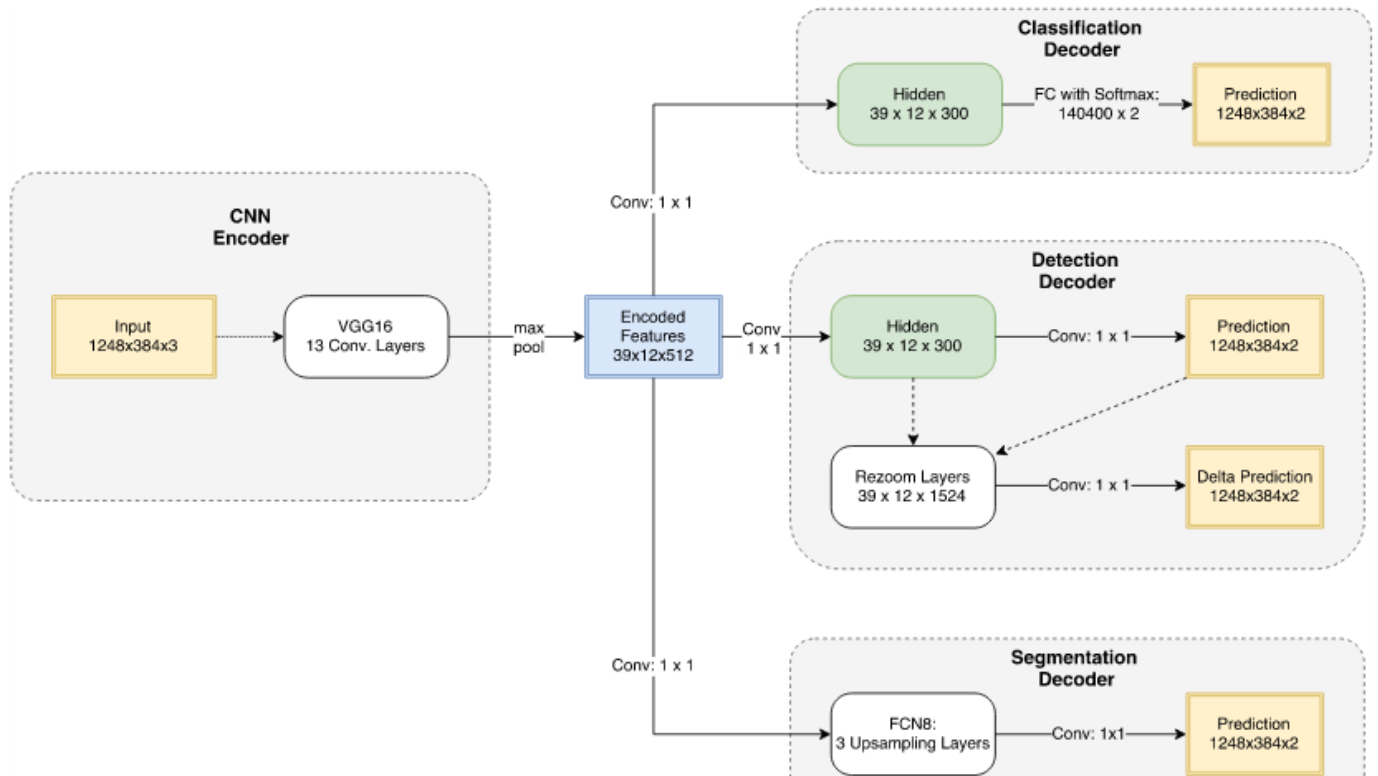 Classification
Decoder
Hidden
39 x 12 x 300
FC with Softmax:
140400 x 2
Prediction
1248x384x2
Conv: 1 x 1
CNN
Encoder
Input
1248x384x3
VGG16
13 Conv. Layers
max
pool
Encoded
Features
39x12x512
Conv
1 x 1
Detection
Decoder
Hidden
39 x 12 x 300
Conv: 1 x 1
Prediction
1248x384x2
Rezoom Layers
39 x 12 x 1524
Conv: 1 x 1
Delta Prediction
1248x384x2
Conv: 1 x 1
Segmentation
Decoder
FCN8:
3 Upsampling Layers
Conv: 1x1
Prediction
1248x384x2